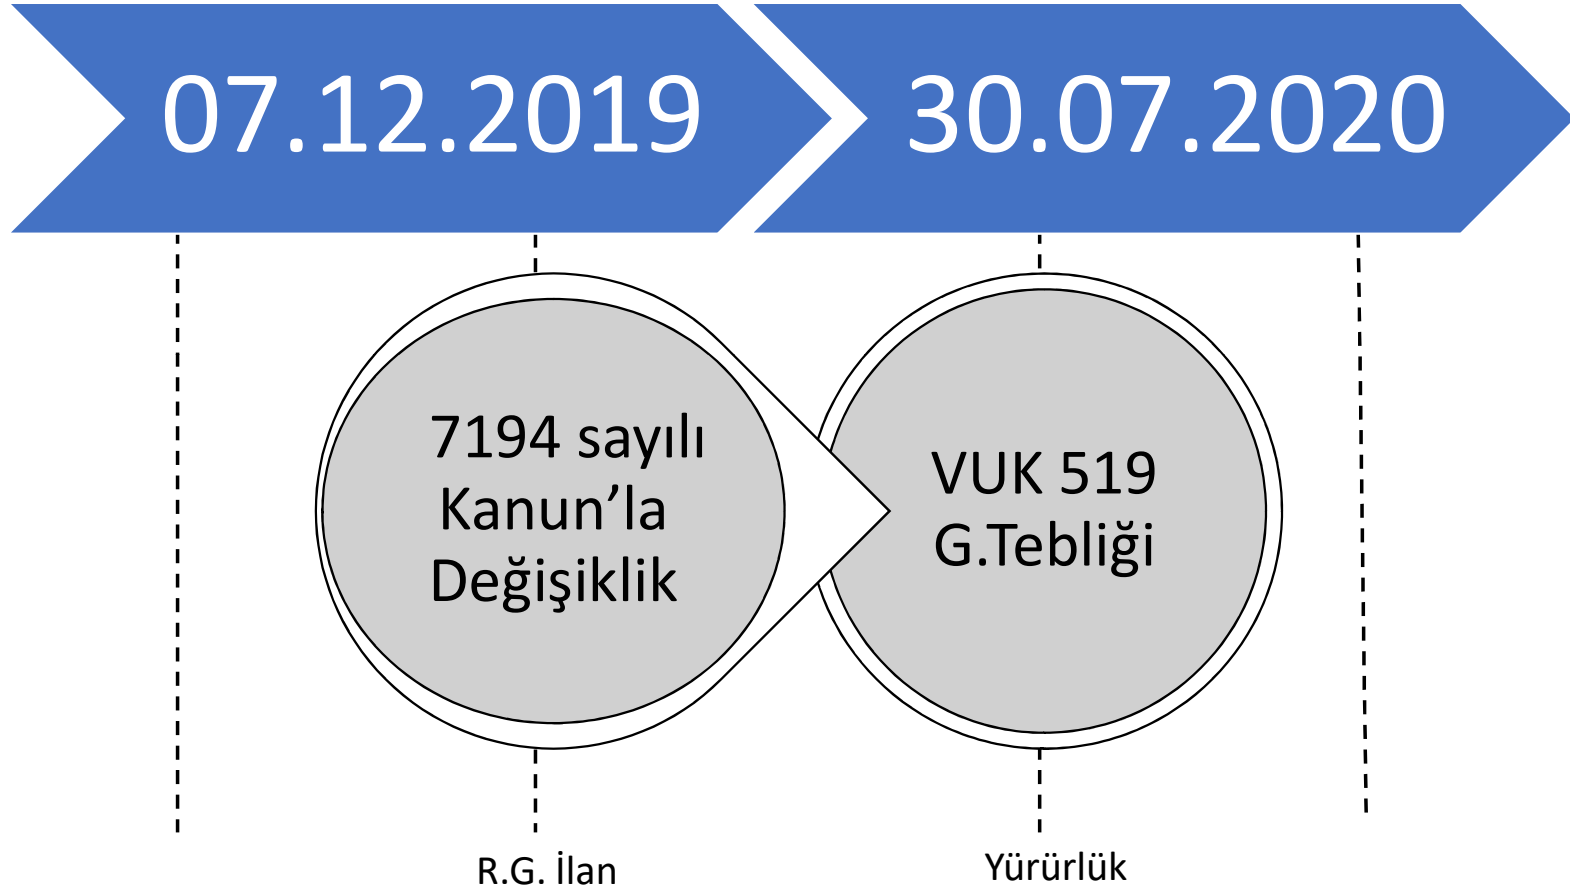 07.12.2019
30.07.2020
7194 sayılı
Kanun’la
Değişiklik
VUK 519
G.Tebliği
R.G. İlan
Yürürlük